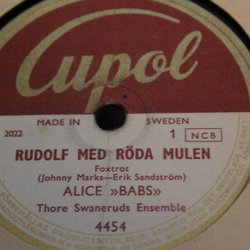 Cupol
MADE IN SWEDEN
2022 1 NCB
RUDOLF MED RÖDA MULEN
Foxtrot
(Johnny Marks—Erik Sandström)
ALICE »BABS»
Thore Swaneruds Ensemble
4454